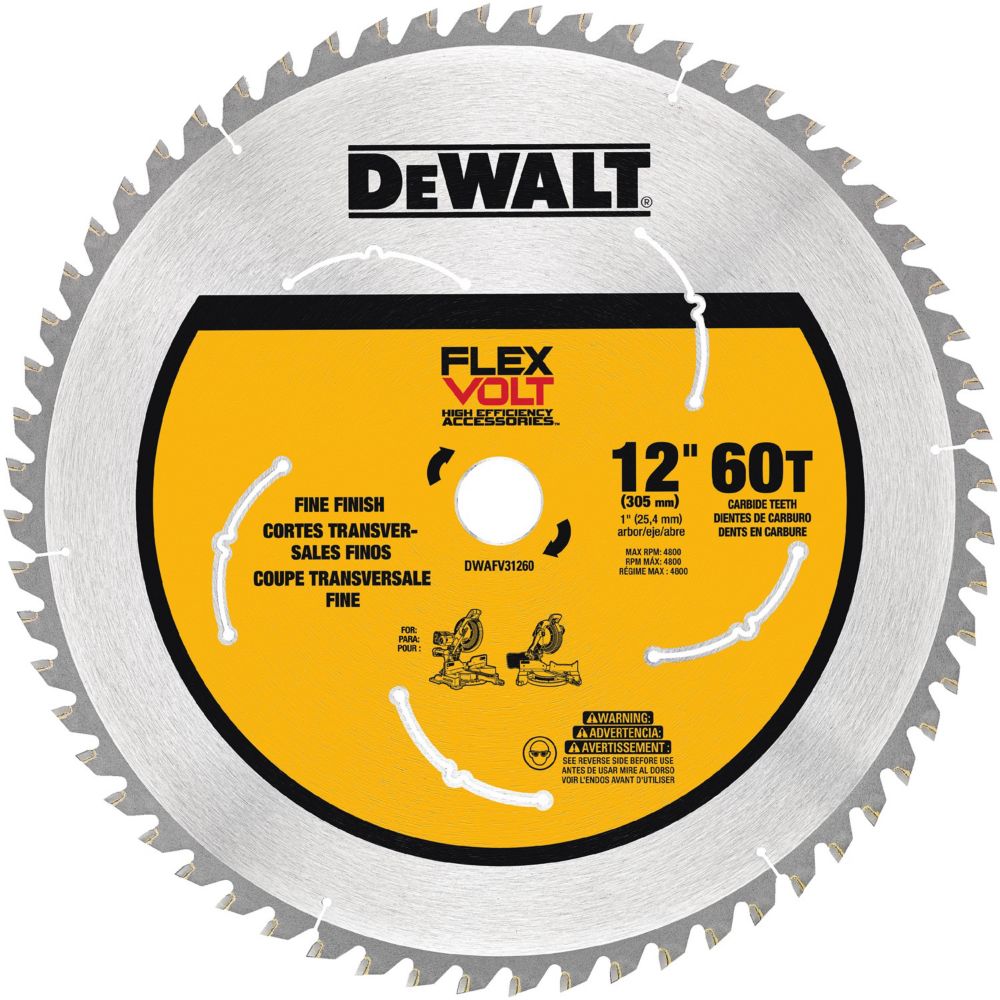 DEWALT®
FLEX
VOLT
HIGH EFFICIENCY
ACCESSORIES™
FINE FINISH
CORTES TRANSVER-
SALES FINOS
COUPE TRANSVERSALE
FINE
12" 60T
(305 mm)
1" (25,4 mm)
arbor/eje/abre
CARBIDE TEETH
DIENTES DE CARBURO
DENTS EN CARBURE
MAX RPM: 4800
RPM MÁX: 4800
RÉGIME MAX : 4800
DWAFV31260
FOR:
PARA:
POUR :
WARNING:
ADVERTENCIA:
AVERTISSEMENT :
SEE REVERSE SIDE BEFORE USE
ANTES DE USAR MIRE AL DORSO
VOIR L'ENDOS AVANT D'UTILISER